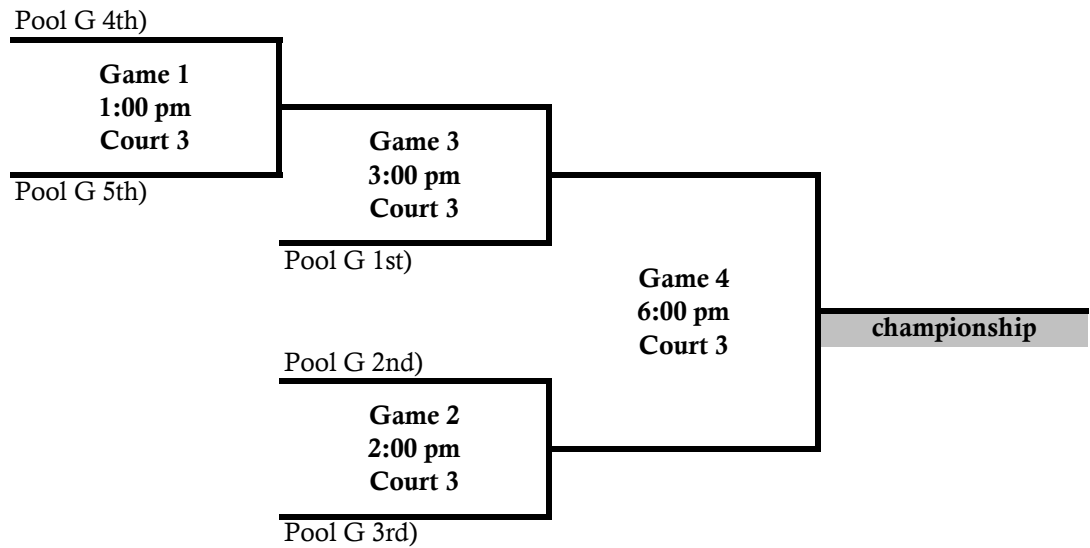 Pool G 4th)
Game 1
1:00 pm
Court 3
Pool G 5th)
Game 3
3:00 pm
Court 3
Pool G 1st)
Game 4
6:00 pm
Court 3
championship
Pool G 2nd)
Game 2
2:00 pm
Court 3
Pool G 3rd)